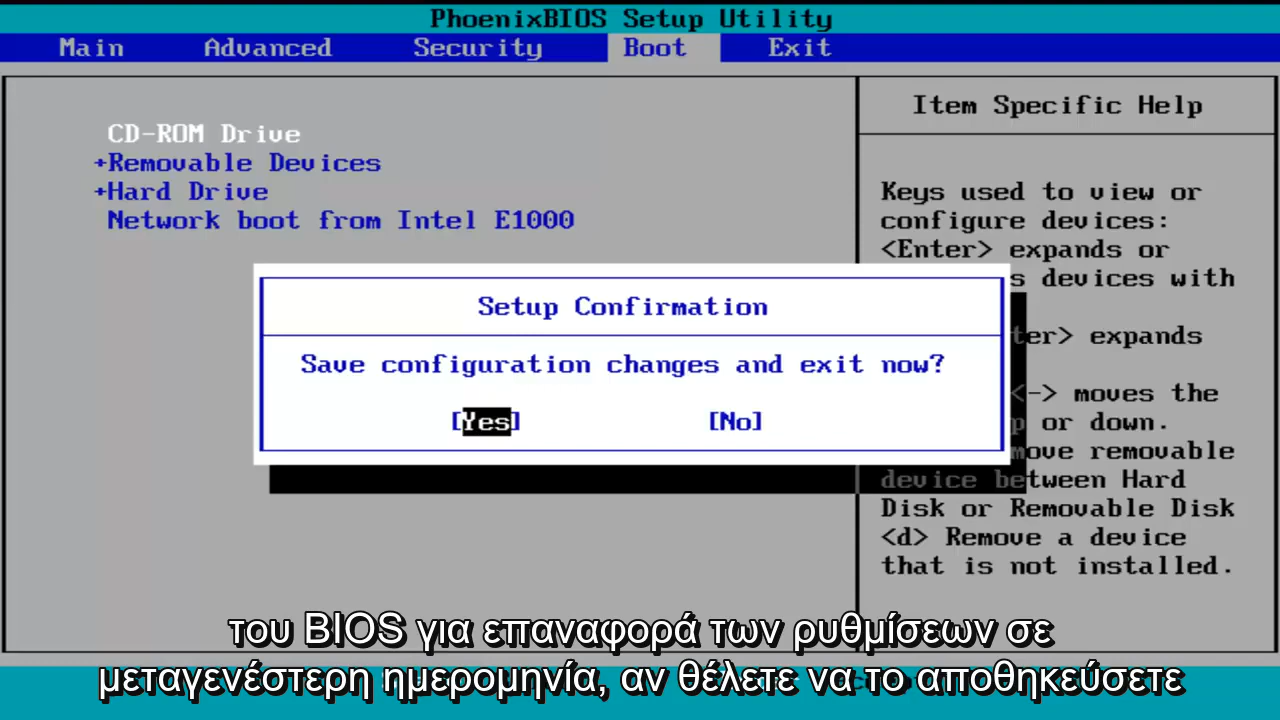 PhoenixBIOS Setup Utility
Main Advanced Security Boot Exit
CD-ROM Drive
+Removable Devices
+Hard Drive
Network boot from Intel E1000
Item Specific Help
Keys used to view or
configure devices:
<Enter> expands or
s devices with
ter> expands
<-> moves the
p or down.
move removable
device between Hard
Disk or Removable Disk
<d> Remove a device
that is not installed.
Setup Confirmation
Save configuration changes and exit now?
[Yes] [No]
του BIOS για επαναφορά των ρυθμίσεων σε
μεταγενέστερη ημερομηνία, αν θέλετε να το αποθηκεύσετε